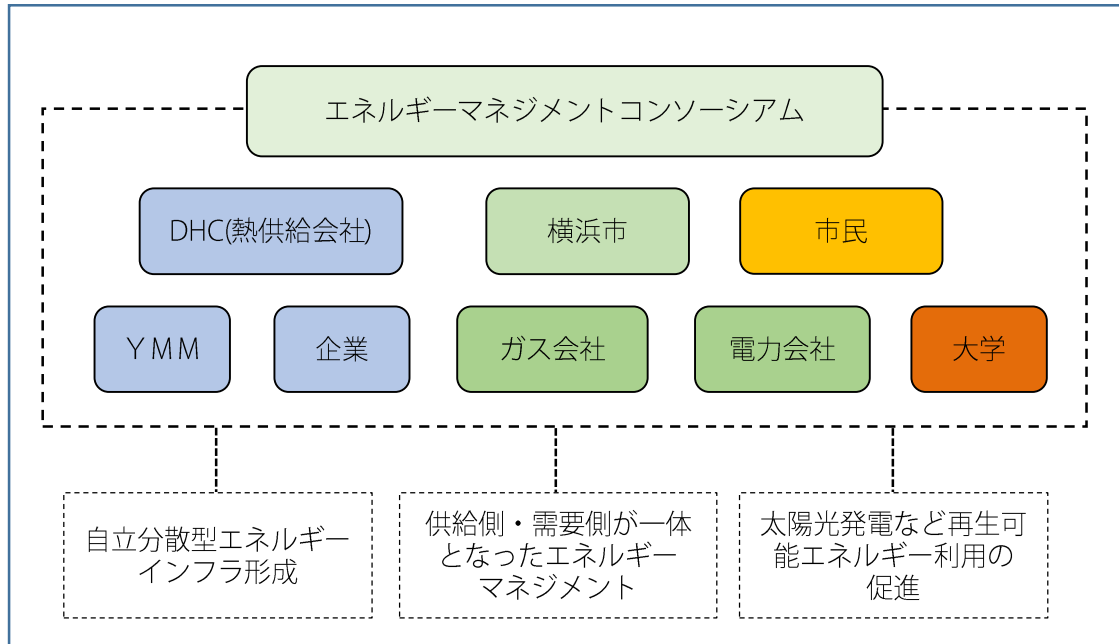 エネルギーマネジメントコンソーシアム
DHC(熱供給会社)
横浜市
市民
ＹＭＭ
企業
ガス会社
電力会社
大学
自立分散型エネルギー
インフラ形成
供給側・需要側が一体
となったエネルギー
マネジメント
太陽光発電など再生可
能エネルギー利用の
促進